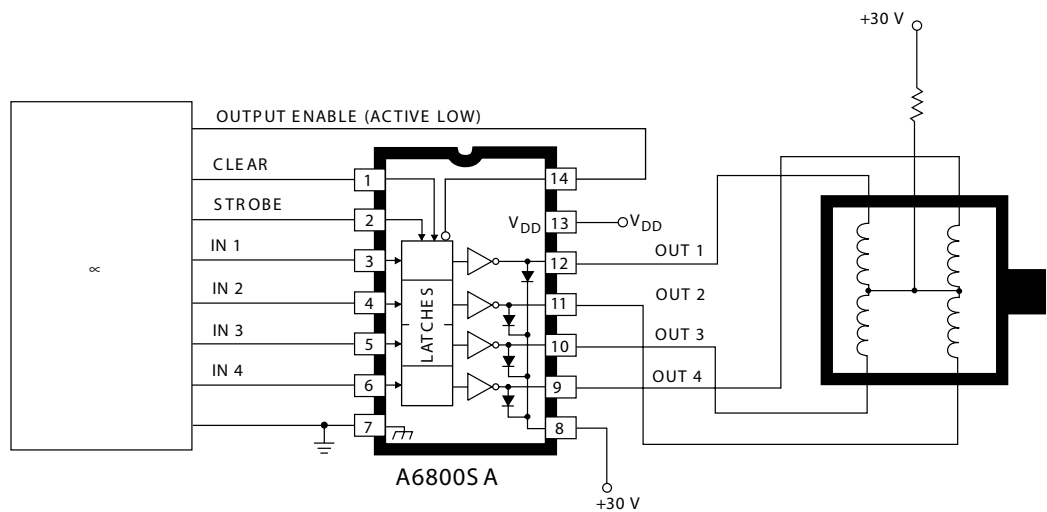 +30 V
OUTPUT ENABLE (ACTIVE LOW)
CLEAR
1
14
STROBE
2
VDD
13
VDD
IN 1
3
12
OUT 1
∝
IN 2
4
LATCHES
11
OUT 2
IN 3
5
10
OUT 3
IN 4
6
9
OUT 4
7
8
A6800SA
+30 V